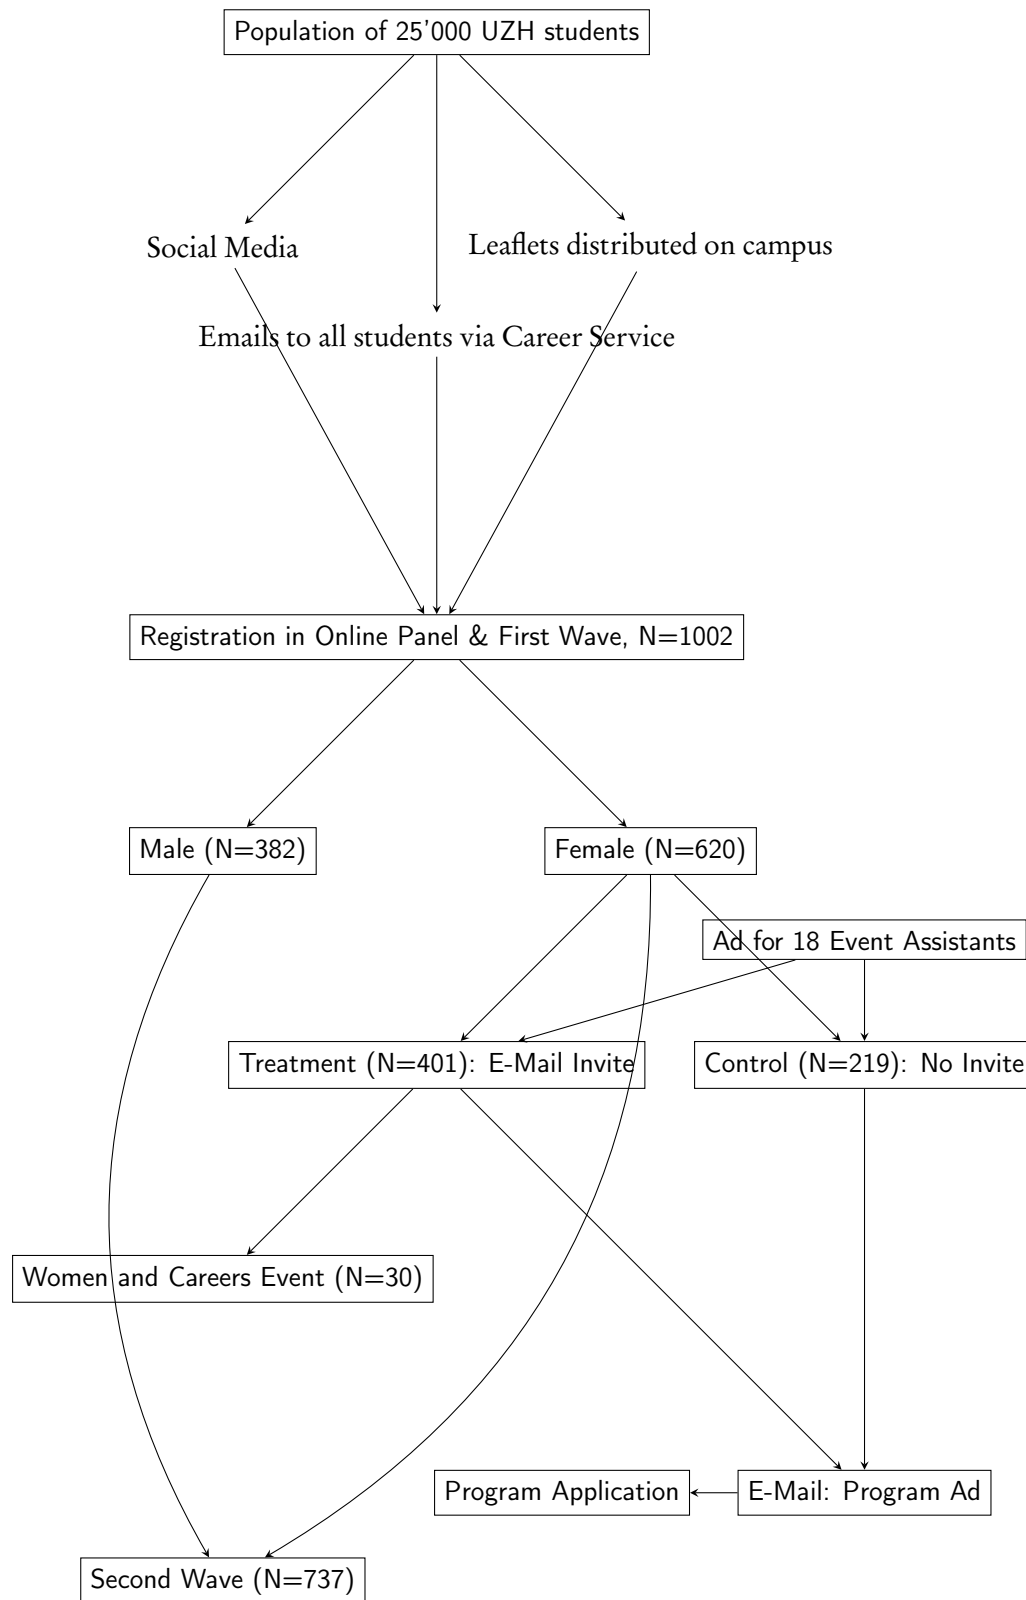 Population of 25'000 UZH students
Social Media
Leaflets distributed on campus
Emails to all students via Career Service
Registration in Online Panel & First Wave, N=1002
Male (N=382)
Female (N=620)
Ad for 18 Event Assistants
Treatment (N=401): E-Mail Invite
Control (N=219): No Invite
Women and Careers Event (N=30)
Program Application
E-Mail: Program Ad
Second Wave (N=737)